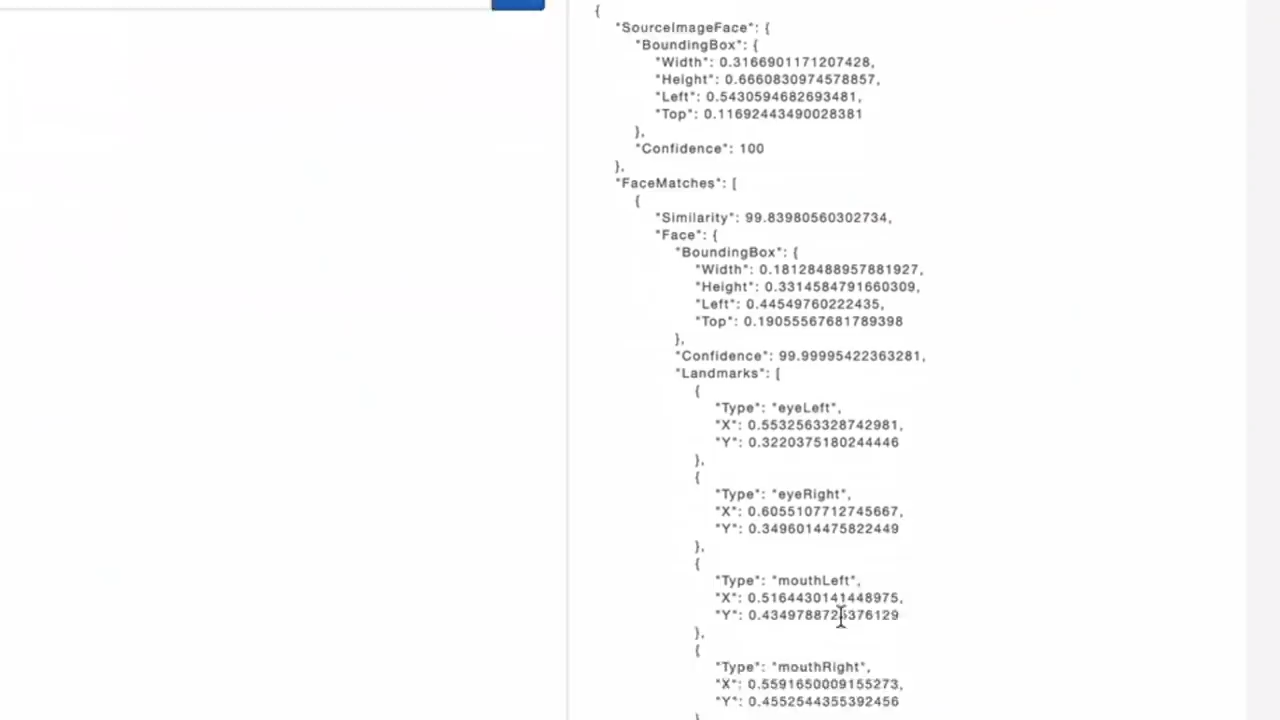 {
"SourceImageFace": {
"BoundingBox": {
"Width": 0.3166901171207428,
"Height": 0.6660830974578857,
"Left": 0.5430594682693481,
"Top": 0.11692443490028381
},
"Confidence": 100
},
"FaceMatches": [
{
"Similarity": 99.83980560302734,
"Face": {
"BoundingBox": {
"Width": 0.18128488957881927,
"Height": 0.3314584791660309,
"Left": 0.44549760222435,
"Top": 0.19055567681789398
},
"Confidence": 99.99995422363281,
"Landmarks": [
{
"Type": "eyeLeft",
"X": 0.5532563328742981,
"Y": 0.3220375180244446
},
{
"Type": "eyeRight",
"X": 0.6055107712745667,
"Y": 0.3496014475822449
},
{
"Type": "mouthLeft",
"X": 0.5164430141448975,
"Y": 0.4349788725376129
},
{
"Type": "mouthRight",
"X": 0.5591650009155273,
"Y": 0.4552544355392456
}